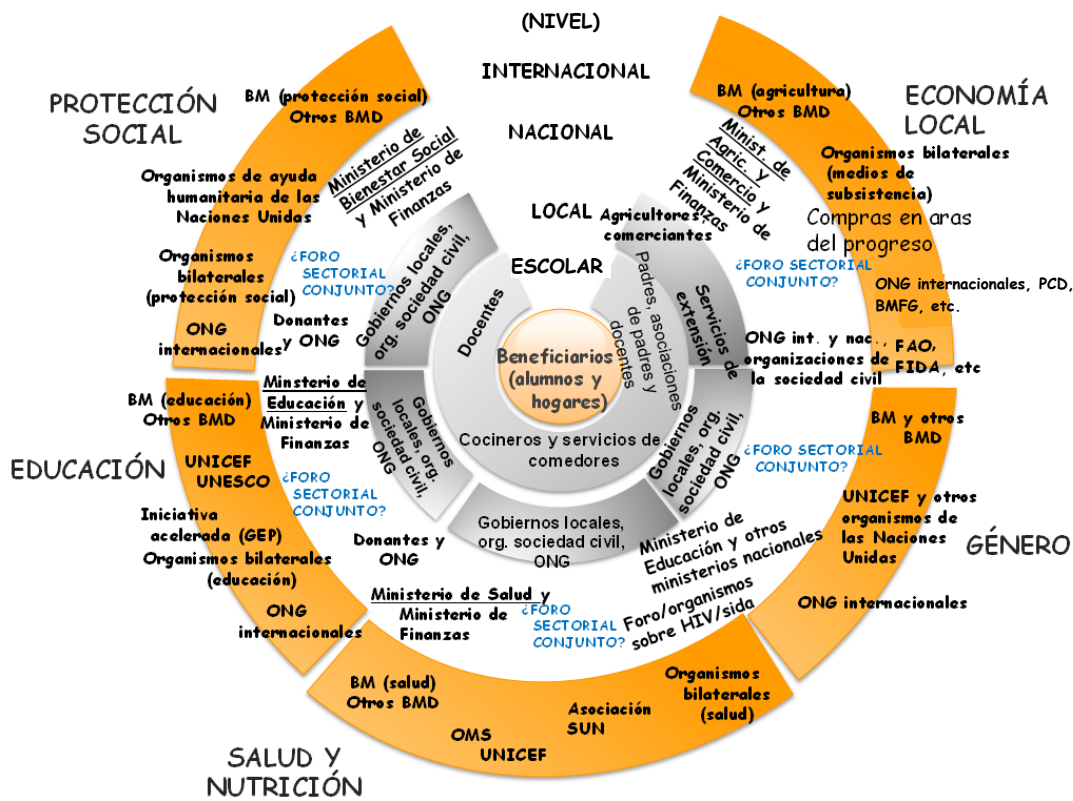 (NIVEL)
INTERNACIONAL
NACIONAL
LOCAL
ESCOLAR
PROTECCIÓN
SOCIAL
BM (protección social)
Otros BMD
Organismos de ayuda
humanitaria de las
Naciones Unidas
Organismos
bilaterales
(protección social)
ONG
internacionales
Ministerio de
Bienestar Social
y Ministerio de
Finanzas
¿FORO
SECTORIAL
CONJUNTO?
Donantes
y ONG
Gobiernos locales,
org. sociedad civil,
ONG
Docentes
ECONOMÍA
LOCAL
BM (agricultura)
Otros BMD
Organismos bilaterales
(medios de
subsistencia)
Compras en aras
del progreso
ONG internacionales, PCD,
BMFG, etc.
FAO,
FIDA, etc
Minist. de
Agric. y
Comercio y
Ministerio de
Finanzas
¿FORO SECTORIAL
CONJUNTO?
ONG int. y nac.,
organizaciones de
la sociedad civil
Agricultores,
comerciantes
Servicios de
extensión
Padres, asociaciones
de padres y
docentes
Beneficiarios
(alumnos y
hogares)
Cocineros y servicios de
comedores
EDUCACIÓN
BM (educación)
Otros BMD
UNICEF
UNESCO
Iniciativa
acelerada (GEP)
Organismos bilaterales
(educación)
ONG
internacionales
Minsterio de
Educación y
Ministerio de
Finanzas
¿FORO
SECTORIAL
CONJUNTO?
Donantes y
ONG
Gobiernos
locales, org.
sociedad civil,
ONG
GÉNERO
BM y otros
BMD
UNICEF y otros
organismos de
las Naciones
Unidas
ONG internacionales
¿FORO SECTORIAL
CONJUNTO?
Ministerio de
Educación y otros
ministerios nacionales
Foro/organismos
sobre HIV/sida
Gobiernos
locales, org.
sociedad civil,
ONG
SALUD Y
NUTRICIÓN
Gobiernos locales,
org. sociedad civil,
ONG
Ministerio de Salud y
Ministerio de
Finanzas
¿FORO
SECTORIAL
CONJUNTO?
BM (salud)
Otros BMD
OMS
UNICEF
Asociación
SUN
Organismos
bilaterales
(salud)